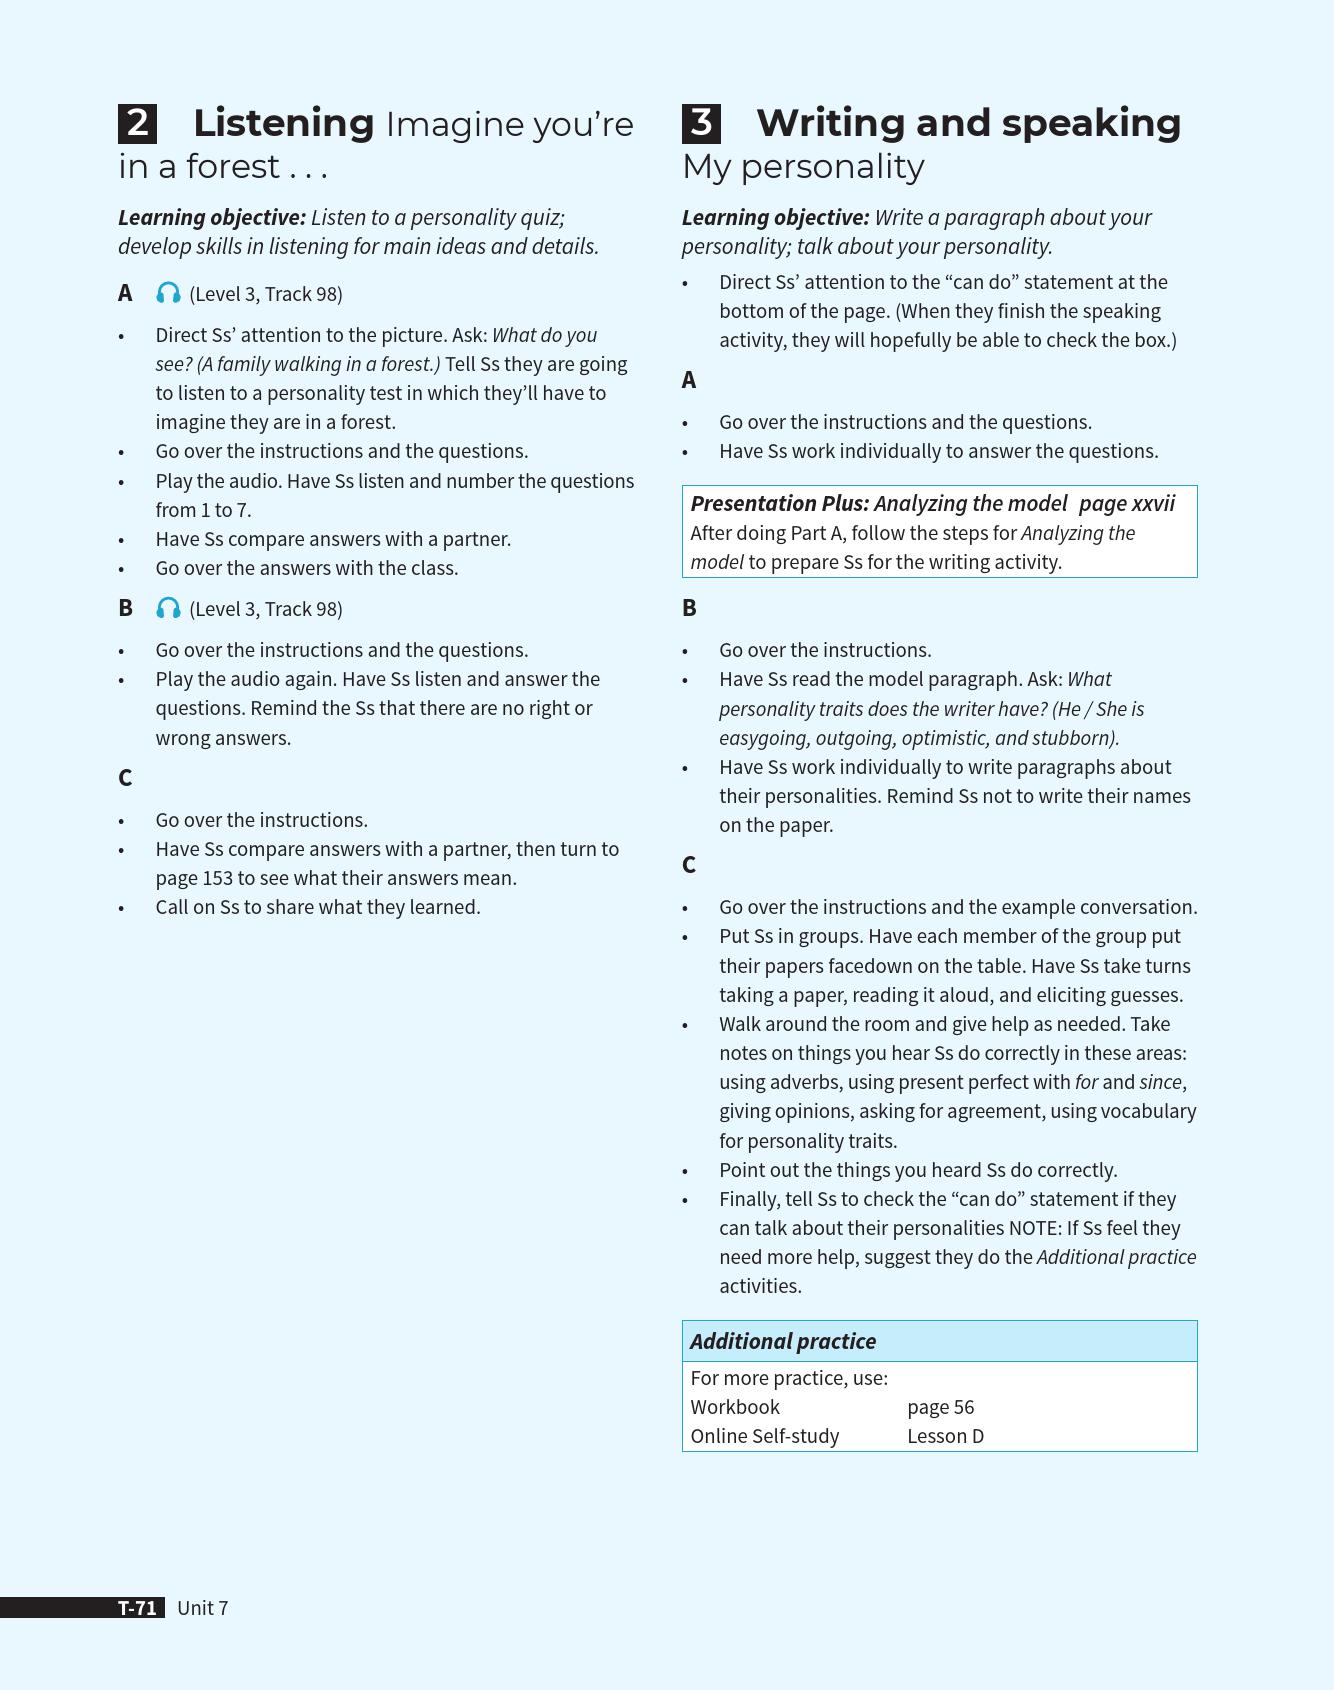 2 Listening Imagine you’re
in a forest . . .
Learning objective: Listen to a personality quiz;
develop skills in listening for main ideas and details.
A (Level 3, Track 98)
• Direct Ss’ attention to the picture. Ask: What do you
see? (A family walking in a forest.) Tell Ss they are going
to listen to a personality test in which they’ll have to
imagine they are in a forest.
• Go over the instructions and the questions.
• Play the audio. Have Ss listen and number the questions
from 1 to 7.
• Have Ss compare answers with a partner.
• Go over the answers with the class.
B (Level 3, Track 98)
• Go over the instructions and the questions.
• Play the audio again. Have Ss listen and answer the
questions. Remind the Ss that there are no right or
wrong answers.
C
• Go over the instructions.
• Have Ss compare answers with a partner, then turn to
page 153 to see what their answers mean.
• Call on Ss to share what they learned.
3 Writing and speaking
My personality
Learning objective: Write a paragraph about your
personality; talk about your personality.
• Direct Ss’ attention to the “can do” statement at the
bottom of the page. (When they finish the speaking
activity, they will hopefully be able to check the box.)
A
• Go over the instructions and the questions.
• Have Ss work individually to answer the questions.
Presentation Plus: Analyzing the model page xxvii
After doing Part A, follow the steps for Analyzing the
model to prepare Ss for the writing activity.
B
• Go over the instructions.
• Have Ss read the model paragraph. Ask: What
personality traits does the writer have? (He / She is
easygoing, outgoing, optimistic, and stubborn).
• Have Ss work individually to write paragraphs about
their personalities. Remind Ss not to write their names
on the paper.
C
• Go over the instructions and the example conversation.
• Put Ss in groups. Have each member of the group put
their papers facedown on the table. Have Ss take turns
taking a paper, reading it aloud, and eliciting guesses.
• Walk around the room and give help as needed. Take
notes on things you hear Ss do correctly in these areas:
using adverbs, using present perfect with for and since,
giving opinions, asking for agreement, using vocabulary
for personality traits.
• Point out the things you heard Ss do correctly.
• Finally, tell Ss to check the “can do” statement if they
can talk about their personalities NOTE: If Ss feel they
need more help, suggest they do the Additional practice
activities.
Additional practice
For more practice, use:
Workbook page 56
Online Self-study Lesson D
T-71 Unit 7